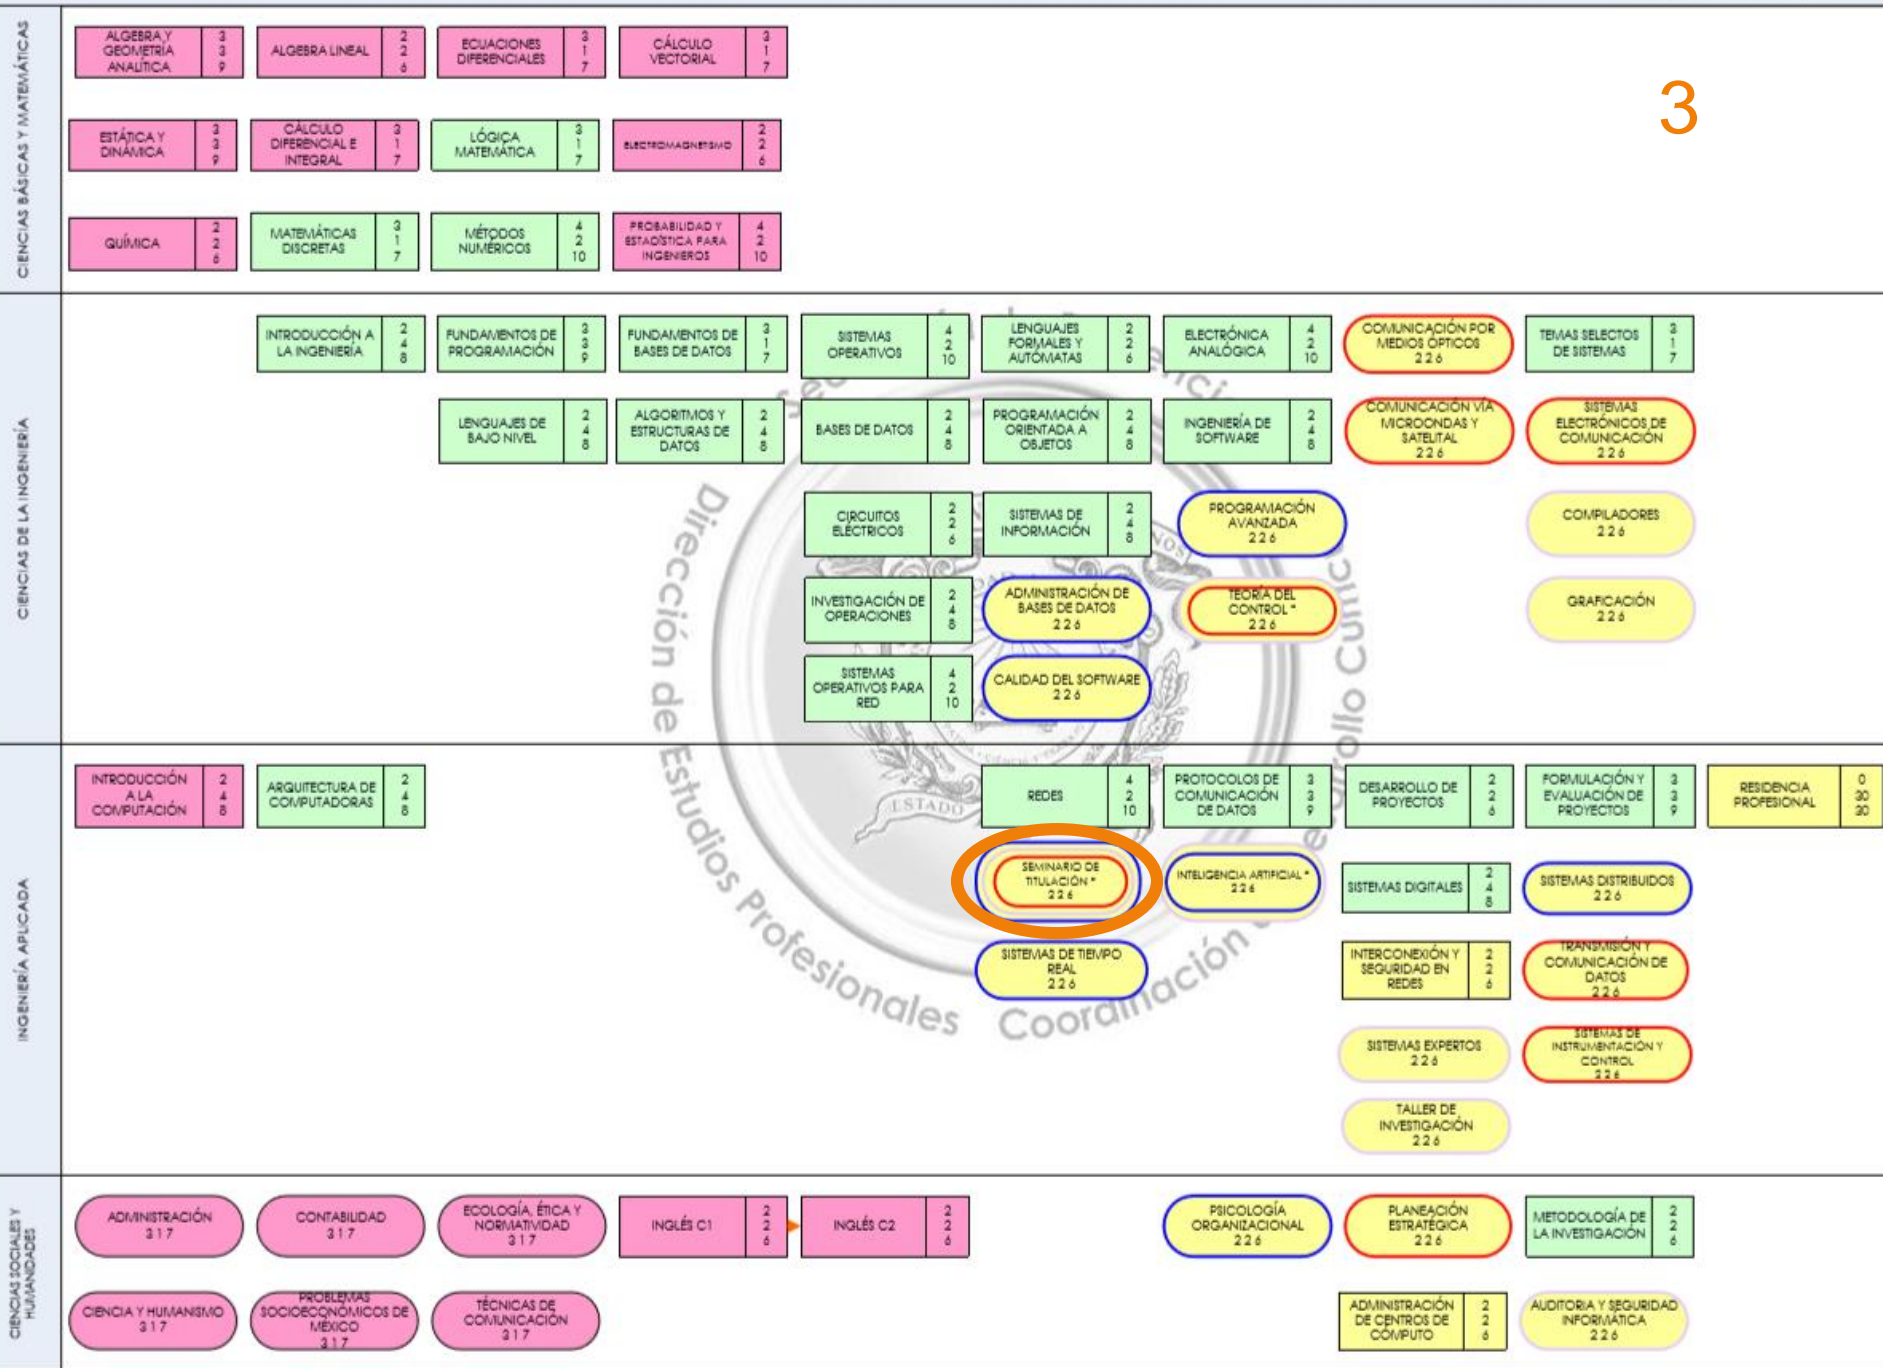 3
CIENCIAS BÁSICAS Y MATEMÁTICAS
ALGEBRA Y
GEOMETRÍA
ANALÍTICA
3
3
9
ALGEBRA LINEAL
2
2
6
ECUACIONES
DIFERENCIALES
3
1
7
CÁLCULO
VECTORIAL
3
1
7
ESTÁTICA Y
DINÁMICA
3
3
9
CÁLCULO
DIFERENCIAL E
INTEGRAL
3
1
7
LÓGICA
MATEMÁTICA
3
1
7
ELECTROMAGNETISMO
2
2
6
QUÍMICA
2
2
6
MATEMÁTICAS
DISCRETAS
3
1
7
MÉTODOS
NUMÉRICOS
4
2
10
PROBABILIDAD Y
ESTADÍSTICA PARA
INGENIEROS
4
2
10
CIENCIAS DE LA INGENIERÍA
INTRODUCCIÓN A
LA INGENIERÍA
2
4
8
FUNDAMENTOS DE
PROGRAMACIÓN
3
3
9
FUNDAMENTOS DE
BASES DE DATOS
3
1
7
SISTEMAS
OPERATIVOS
4
2
10
LENGUAJES
FORMALES Y
AUTÓMATAS
2
2
6
ELECTRÓNICA
ANALÓGICA
4
2
10
COMUNICACIÓN POR
MEDIOS ÓPTICOS
2 2 6
TEMAS SELECTOS
DE SISTEMAS
3
1
7
LENGUAJES DE
BAJO NIVEL
2
4
8
ALGORITMOS Y
ESTRUCTURAS DE
DATOS
2
4
8
BASES DE DATOS
2
4
8
PROGRAMACIÓN
ORIENTADA A
OBJETOS
2
4
8
INGENIERÍA DE
SOFTWARE
2
4
8
COMUNICACIÓN VÍA
MICROONDAS Y
SATELITAL
2 2 6
SISTEMAS
ELECTRÓNICOS DE
COMUNICACIÓN
2 2 6
CIRCUITOS
ELÉCTRICOS
2
2
6
SISTEMAS DE
INFORMACIÓN
2
4
8
PROGRAMACIÓN
AVANZADA
2 2 6
COMPILADORES
2 2 6
INVESTIGACIÓN DE
OPERACIONES
2
4
8
ADMINISTRACIÓN DE
BASES DE DATOS
2 2 6
TEORÍA DEL
CONTROL *
2 2 6
GRAFICACIÓN
2 2 6
SISTEMAS
OPERATIVOS PARA
RED
4
2
10
CALIDAD DEL SOFTWARE
2 2 6
Dirección de Estudios Profesionales
Coordinación
INGENIERÍA APLICADA
INTRODUCCIÓN
A LA
COMPUTACIÓN
2
4
8
ARQUITECTURA DE
COMPUTADORAS
2
4
8
REDES
4
2
10
PROTOCOLOS DE
COMUNICACIÓN
DE DATOS
3
3
9
DESARROLLO DE
PROYECTOS
2
2
6
FORMULACIÓN Y
EVALUACIÓN DE
PROYECTOS
3
3
9
RESIDENCIA
PROFESIONAL
0
30
30
SEMINARIO DE
TITULACIÓN *
2 2 6
INTELIGENCIA ARTIFICIAL *
2 2 6
SISTEMAS DIGITALES
2
4
8
SISTEMAS DISTRIBUIDOS
2 2 6
SISTEMAS DE TIEMPO
REAL
2 2 6
INTERCONEXIÓN Y
SEGURIDAD EN
REDES
2
2
6
TRANSMISIÓN Y
COMUNICACIÓN DE
DATOS
2 2 6
SISTEMAS EXPERTOS
2 2 6
SISTEMAS DE
INSTRUMENTACIÓN Y
CONTROL
2 2 6
TALLER DE
INVESTIGACIÓN
2 2 6
CIENCIAS SOCIALES Y
HUMANIDADES
ADMINISTRACIÓN
3 1 7
CONTABILIDAD
3 1 7
ECOLOGÍA, ÉTICA Y
NORMATIVIDAD
3 1 7
INGLÉS C1
2
2
6
INGLÉS C2
2
2
6
PSICOLOGÍA
ORGANIZACIONAL
2 2 6
PLANEACIÓN
ESTRATÉGICA
2 2 6
METODOLOGÍA DE
LA INVESTIGACIÓN
2
2
6
CIENCIA Y HUMANISMO
3 1 7
PROBLEMAS
SOCIOECONÓMICOS DE
MÉXICO
3 1 7
TÉCNICAS DE
COMUNICACIÓN
3 1 7
ADMINISTRACIÓN
DE CENTROS DE
CÓMPUTO
2
2
6
AUDITORIA Y SEGURIDAD
INFORMÁTICA
2 2 6